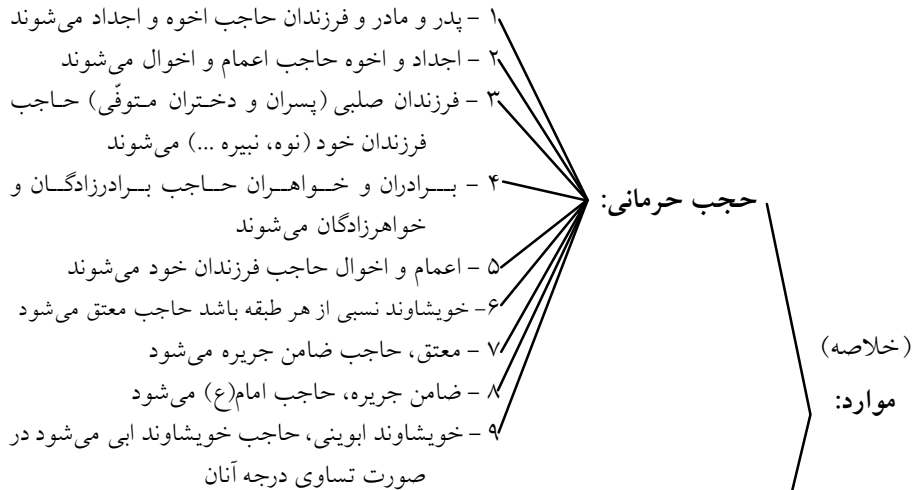 (خلاصه)
موارد:
حجب حرمانی:
۱ - پدر و مادر و فرزندان حاجب اخوه و اجداد می‌شوند
۲ - اجداد و اخوه حاجب اعمام و اخوال می‌شوند
۳ - فرزندان صلبی (پسران و دختران متوفّی) حاجب
فرزندان خود (نوه، نبیره ...) می‌شوند
۴ - برادران و خواهران حاجب برادرزادگان و
خواهرزادگان می‌شوند
۵ - اعمام و اخوال حاجب فرزندان خود می‌شوند
۶ - خویشاوند نسبی از هر طبقه باشد حاجب معتق می‌شود
۷ - معتق، حاجب ضامن جریره می‌شود
۸ - ضامن جریره، حاجب امام(ع) می‌شود
۹ - خویشاوند ابوینی، حاجب خویشاوند ابی می‌شود در
صورت تساوی درجه آنان